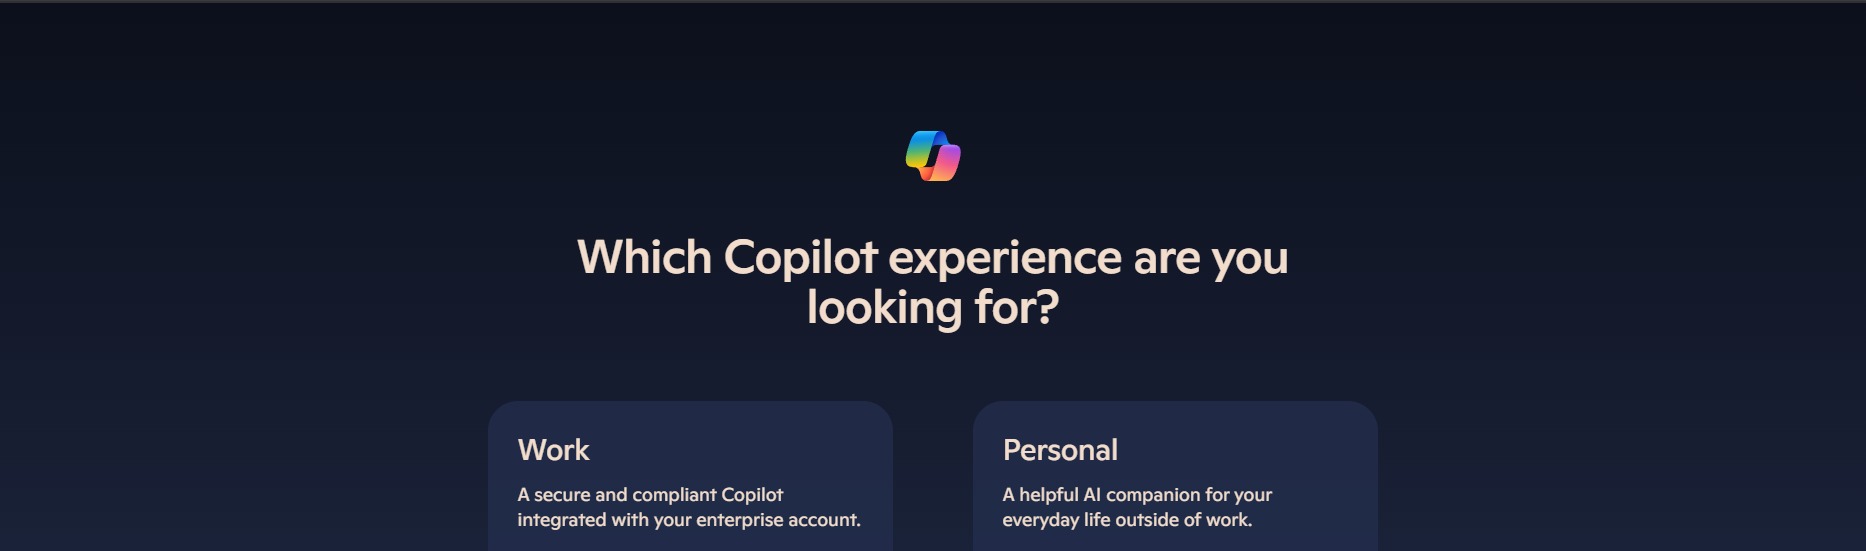 Which Copilot experience are you
looking for?
Work
A secure and compliant Copilot
integrated with your enterprise account.
Personal
A helpful AI companion for your
everyday life outside of work.